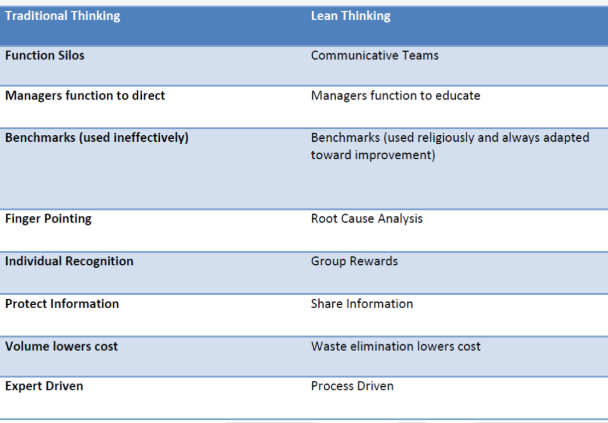 Traditional Thinking Lean Thinking
Function Silos Communicative Teams
Managers function to direct Managers function to educate
Benchmarks (used ineffectively) Benchmarks (used religiously and always adapted
toward improvement)
Finger Pointing Root Cause Analysis
Individual Recognition Group Rewards
Protect Information Share Information
Volume lowers cost Waste elimination lowers cost
Expert Driven Process Driven